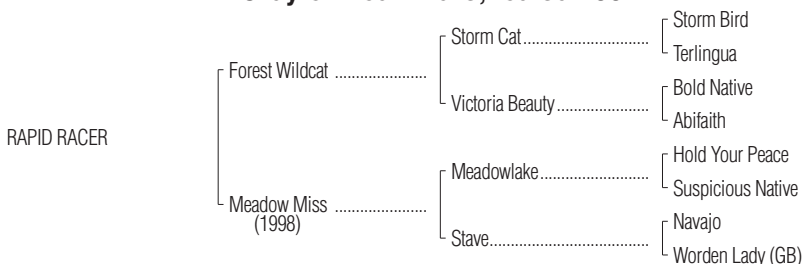 Storm Bird
Storm Cat
Terlingua
Forest Wildcat
Bold Native
Victoria Beauty
Abifaith
RAPID RACER
Hold Your Peace
Meadowlake
Suspicious Native
Meadow Miss
(1998)
Navajo
Stave
Worden Lady (GB)